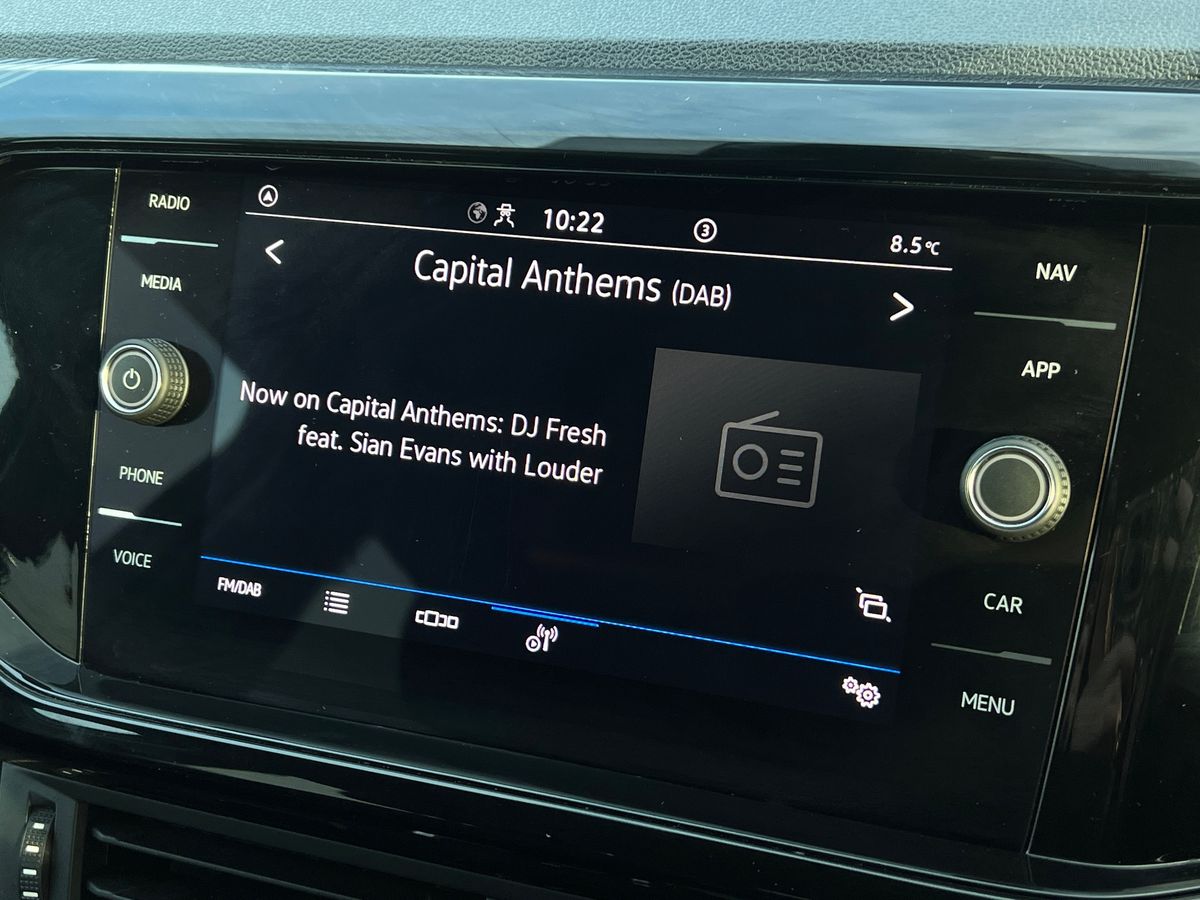 RADIO
MEDIA
PHONE
VOICE
10:22
3
8.5°C
Capital Anthems (DAB)
Now on Capital Anthems: DJ Fresh
feat. Sian Evans with Louder
FM/DAB
NAV
APP
CAR
MENU